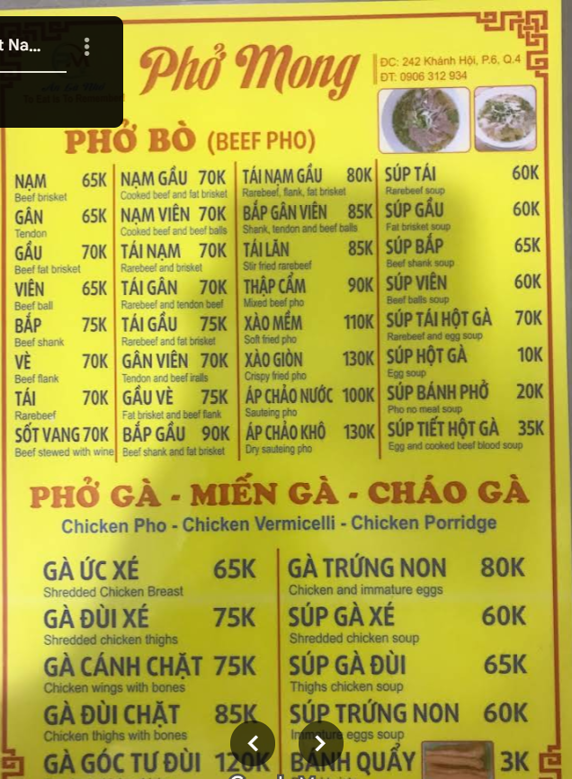 t Na...
Phở Mong
ĐC: 242 Khánh Hội, P.6, Q.4
ĐT: 0906 312 934
PHỞ BÒ (BEEF PHO)
NẠM 65K
Beef brisket
GÂN 65K
Tendon
GẦU 70K
Beef fat brisket
VIÊN 65K
Beef ball
BẮP 75K
Beef shank
VÈ 70K
Beef flank
TÁI 70K
Rarebeef
SỐT VANG 70K
Beef stewed with wine
NẠM GẦU 70K
Cooked beef and fat brisket
NẠM VIÊN 70K
Cooked beef and beef balls
TÁI NẠM 70K
Rarebeef and brisket
TÁI GÂN 70K
Rarebeef and tendon beef
TÁI GẦU 75K
Rarebeef and fat brisket
GÂN VIÊN 70K
Tendon and beef balls
GẦU VÈ 75K
Fat brisket and beef flank
BẮP GẦU 90K
Beef shank and fat brisket
TÁI NẠM GẦU 80K
Rarebeef, flank, fat brisket
BẮP GÂN VIÊN 85K
Shank, tendon and beef balls
TÁI LĂN 85K
Stir fried rarebeef
THẬP CẨM 90K
Mixed beef pho
XÀO MỀM 110K
Soft fried pho
XÀO GIÒN 130K
Crispy fried pho
ÁP CHẢO NƯỚC 100K
Sauteing pho
ÁP CHẢO KHÔ 130K
Dry sauteing pho
SÚP TÁI 60K
Rarebeef soup
SÚP GẦU 60K
Fat brisket soup
SÚP BẮP 65K
Beef shank soup
SÚP VIÊN 60K
Beef balls soup
SÚP TÁI HỘT GÀ 70K
Rarebeef and egg soup
SÚP HỘT GÀ 10K
Egg soup
SÚP BÁNH PHỞ 20K
Pho no meat soup
SÚP TIẾT HỘT GÀ 35K
Egg and cooked beef blood soup
PHỞ GÀ - MIẾN GÀ - CHÁO GÀ
Chicken Pho - Chicken Vermicelli - Chicken Porridge
GÀ ỨC XÉ 65K
Shredded Chicken Breast
GÀ ĐÙI XÉ 75K
Shredded chicken thighs
GÀ CÁNH CHẶT 75K
Chicken wings with bones
GÀ ĐÙI CHẶT 85K
Chicken thighs with bones
GÀ GÓC TƯ ĐÙI 120K
GÀ TRỨNG NON 80K
Chicken and immature eggs
SÚP GÀ XÉ 60K
Shredded chicken soup
SÚP GÀ ĐÙI 65K
Thighs chicken soup
SÚP TRỨNG NON 60K
Immature eggs soup
BÁNH QUẨY 3K